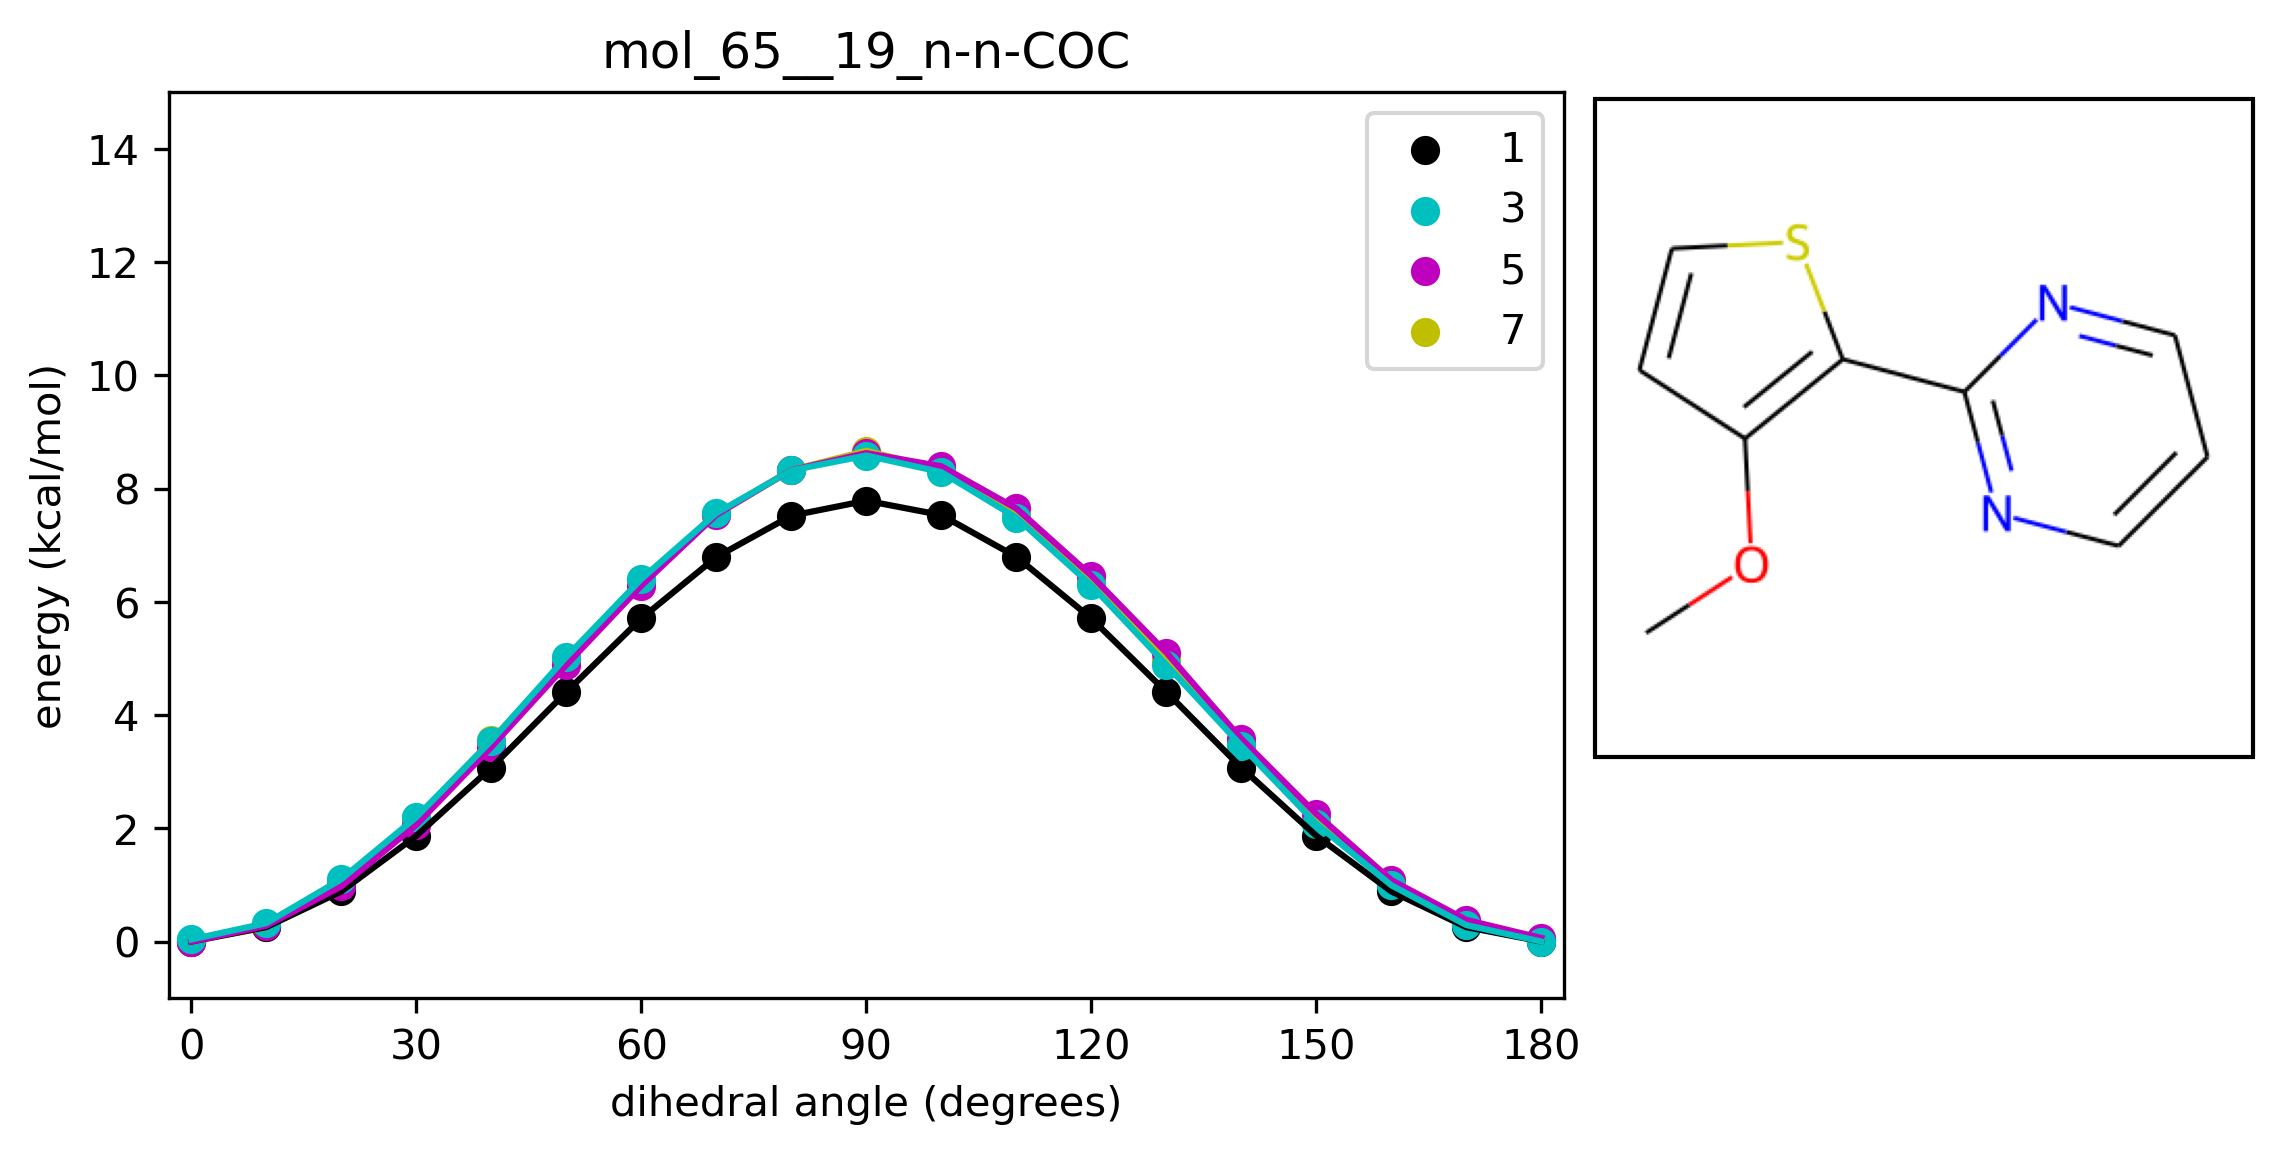 mol_65__19_n-n-COC
14
12
10
8
6
4
2
0
energy (kcal/mol)
0 30 60 90 120 150 180
dihedral angle (degrees)
1
3
5
7
S
N
N
O